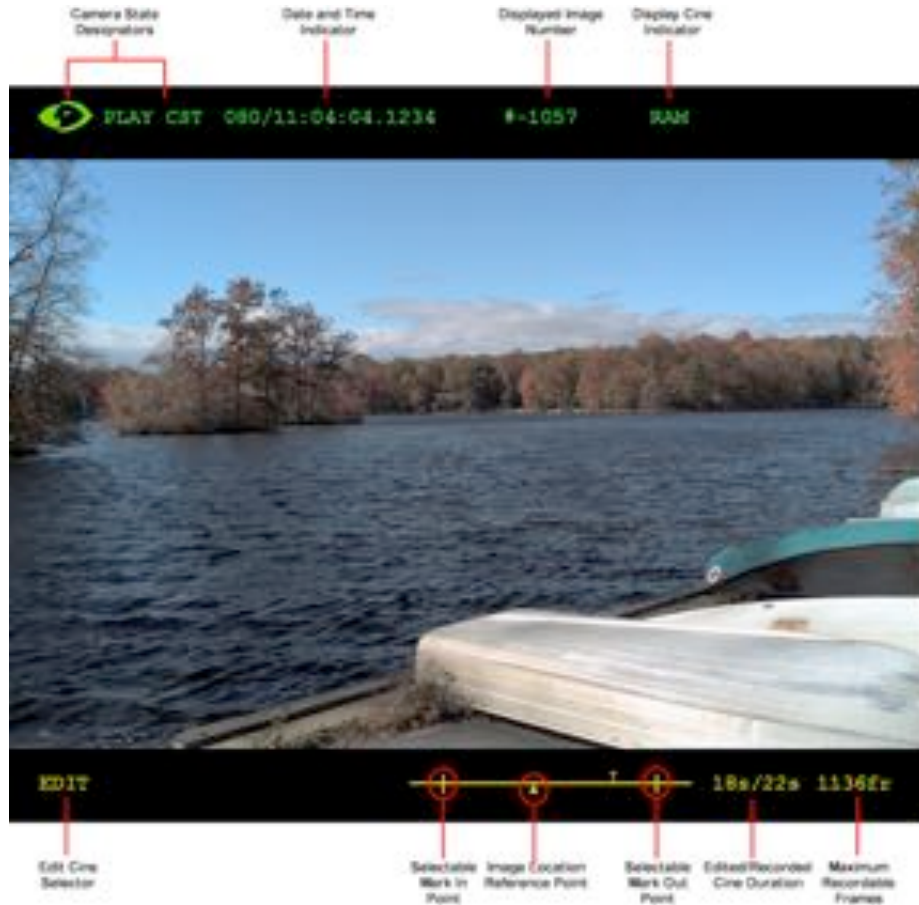 Camera State Designators
Date and Time Indicator
Displayed Image Number
Display Cine Indicator
PLAY CST 080/11:04:04.1234 #-1057 RAW
EDIT T 18s/22s 1136fr
Edit Cine Selector
Selectable Mark In Point
Image Location Reference Point
Selectable Mark Out Point
Edited/Recorded Cine Duration
Maximum Recordable Frames